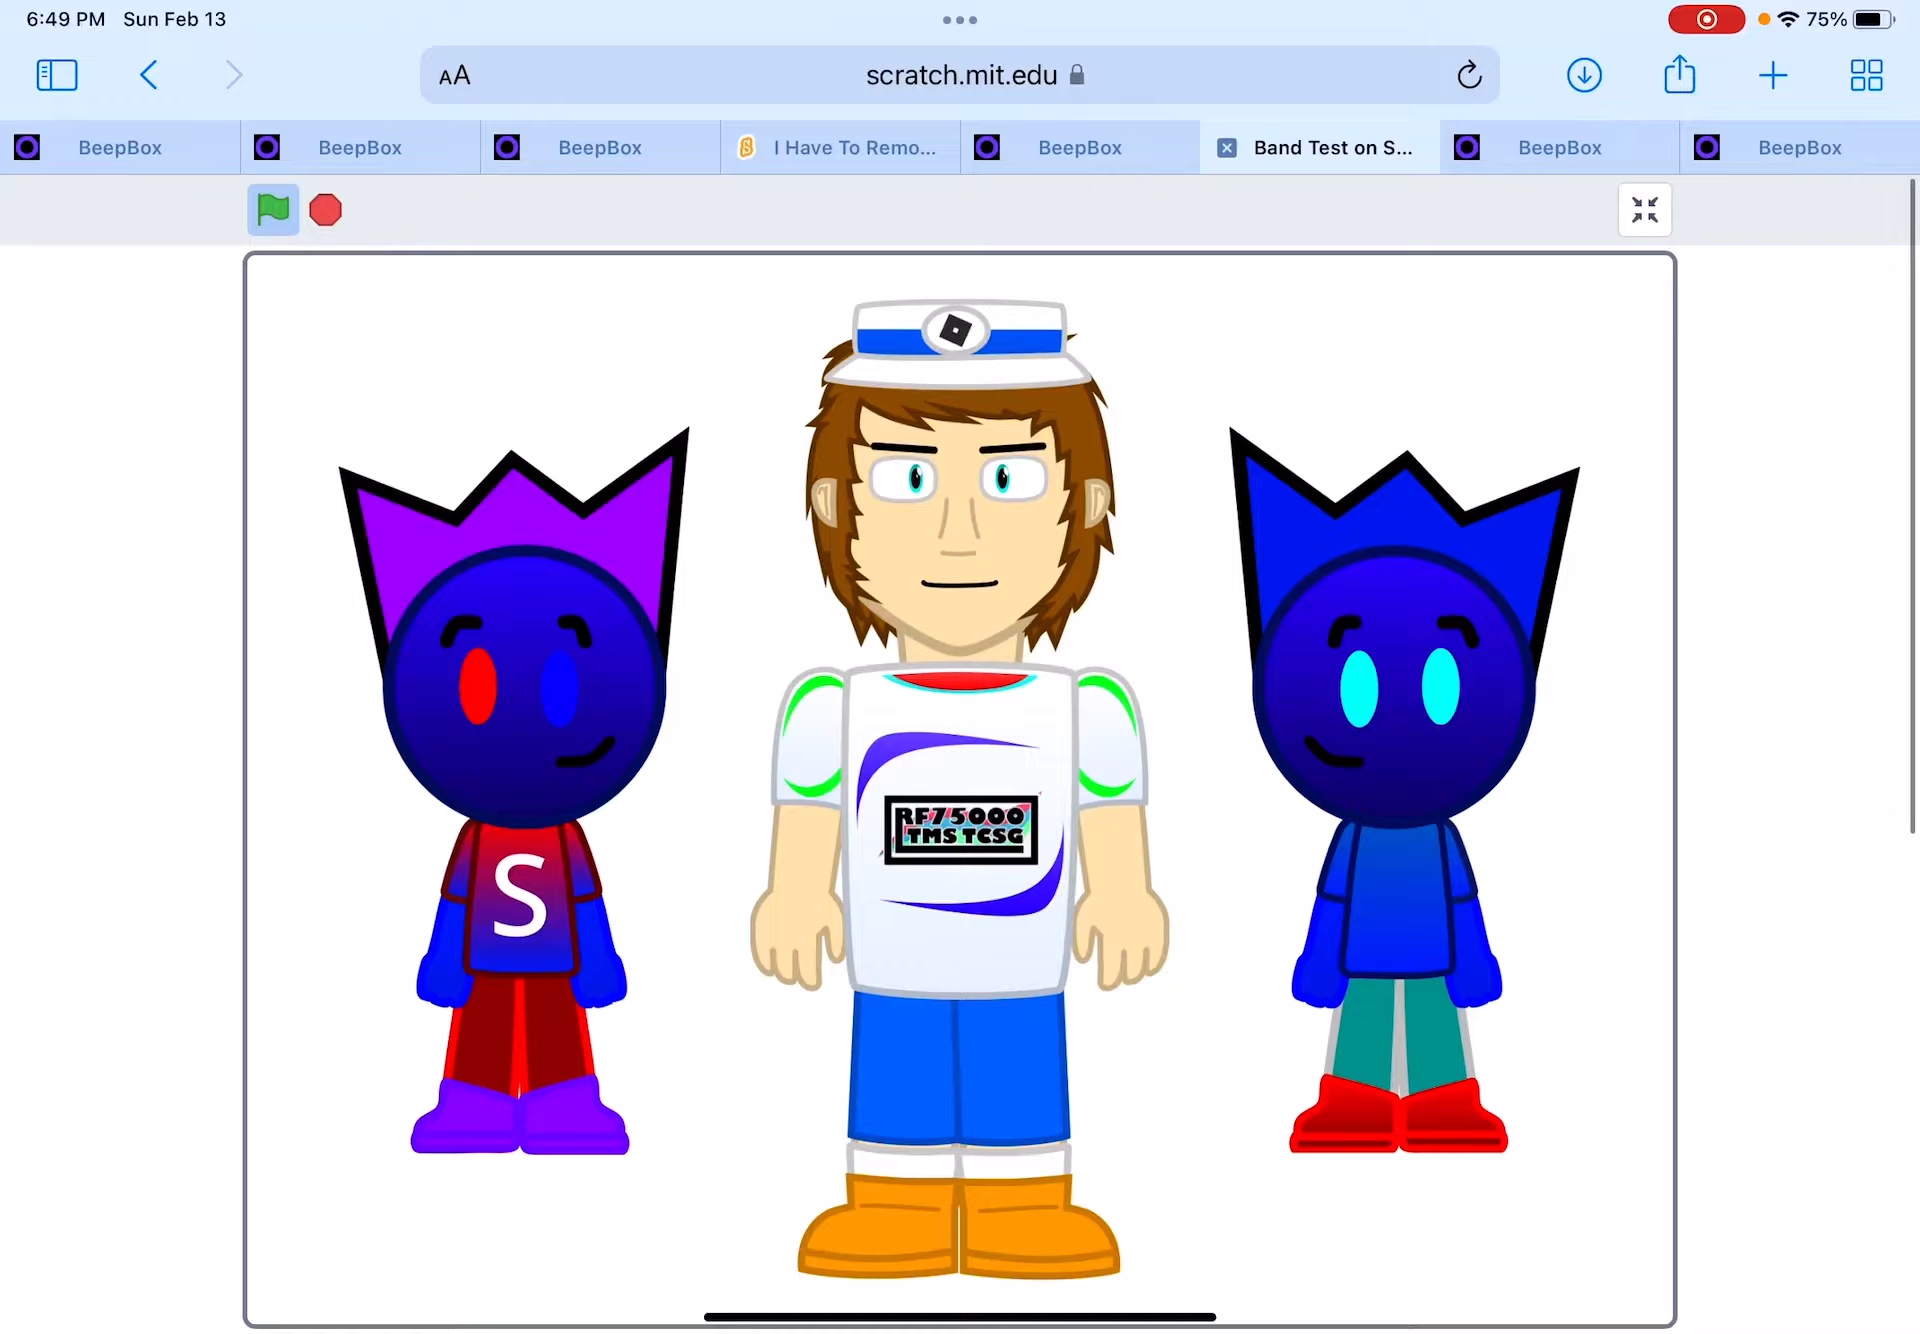 6:49 PM Sun Feb 13
75%
AA scratch.mit.edu
BeepBox BeepBox BeepBox I Have To Remo... BeepBox Band Test on S... BeepBox BeepBox
RF75000
TMS TCSG
S